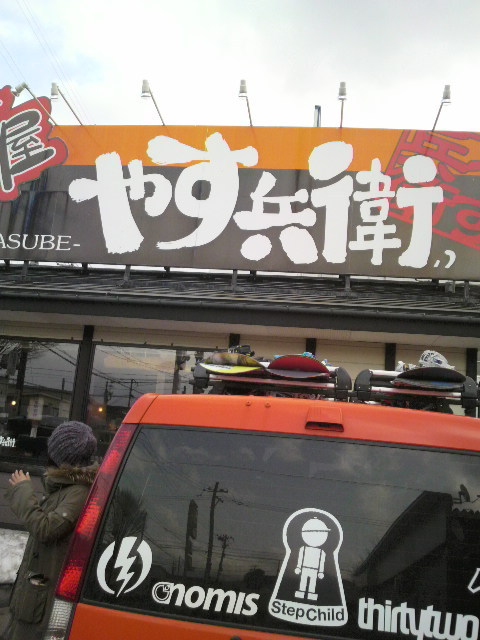 屋
やす兵衛
ASUBE-
nomis
StepChild
thirtytwo